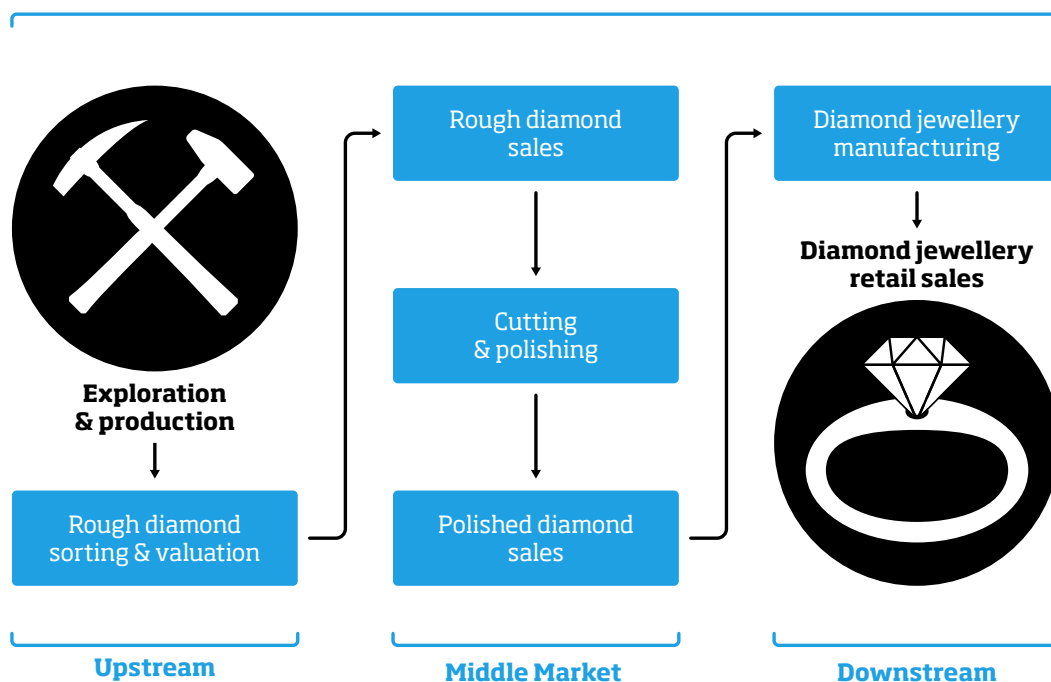 Exploration
& production
Rough diamond
sorting & valuation
Upstream
Rough diamond
sales
Cutting
& polishing
Polished diamond
sales
Middle Market
Diamond jewellery
manufacturing
Diamond jewellery
retail sales
Downstream